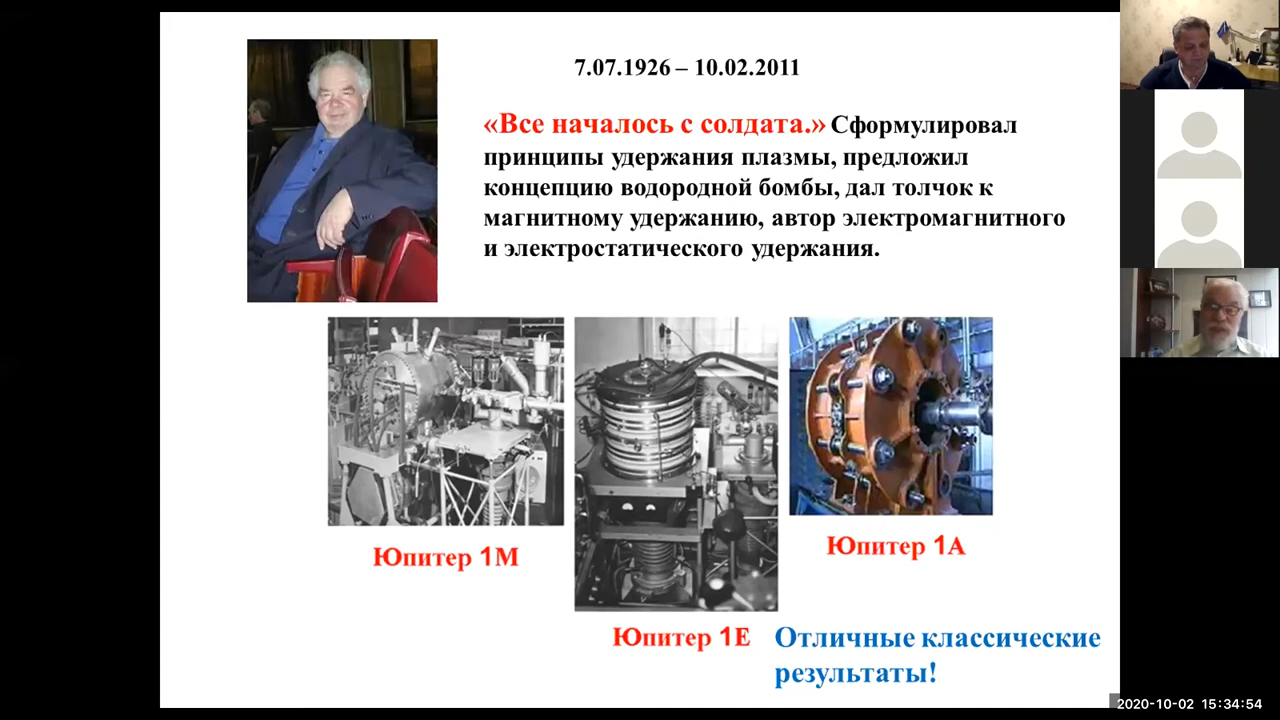 7.07.1926 – 10.02.2011
«Все началось с солдата.» Сформулировал
принципы удержания плазмы, предложил
концепцию водородной бомбы, дал толчок к
магнитному удержанию, автор электромагнитного
и электростатического удержания.
Юпитер 1М
Юпитер 1А
Юпитер 1Е
Отличные классические
результаты!
2020-10-02 15:34:54